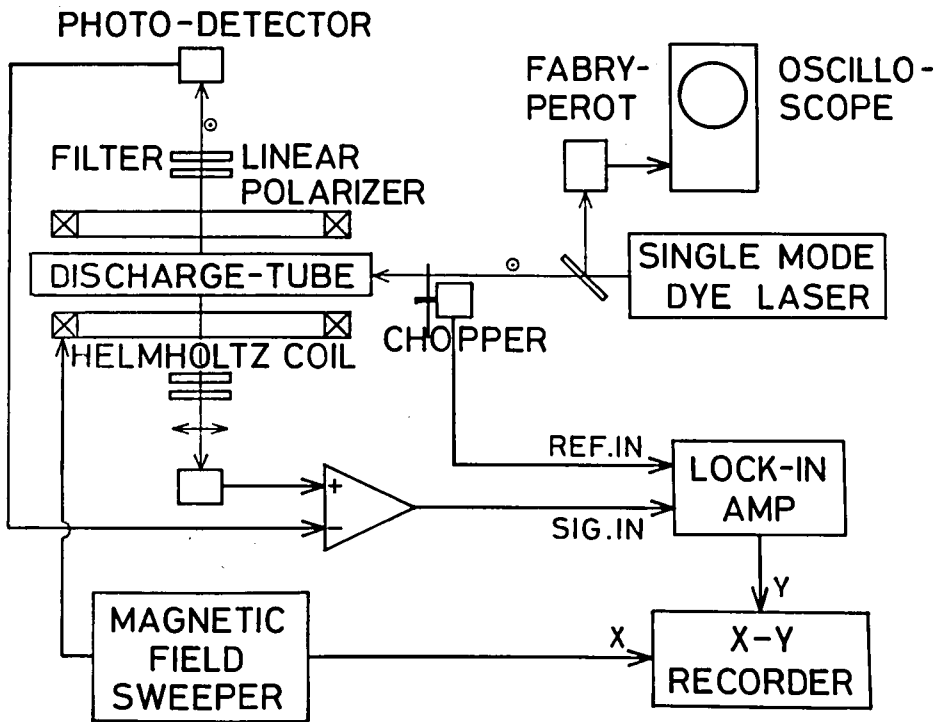 PHOTO-DETECTOR
FABRY-
PEROT
OSCILLO-
SCOPE
FILTER
LINEAR
POLARIZER
DISCHARGE-TUBE
SINGLE MODE
DYE LASER
CHOPPER
HELMHOLTZ COIL
REF.IN
LOCK-IN
AMP
+
−
SIG.IN
Y
MAGNETIC
FIELD
SWEEPER
X
X-Y
RECORDER